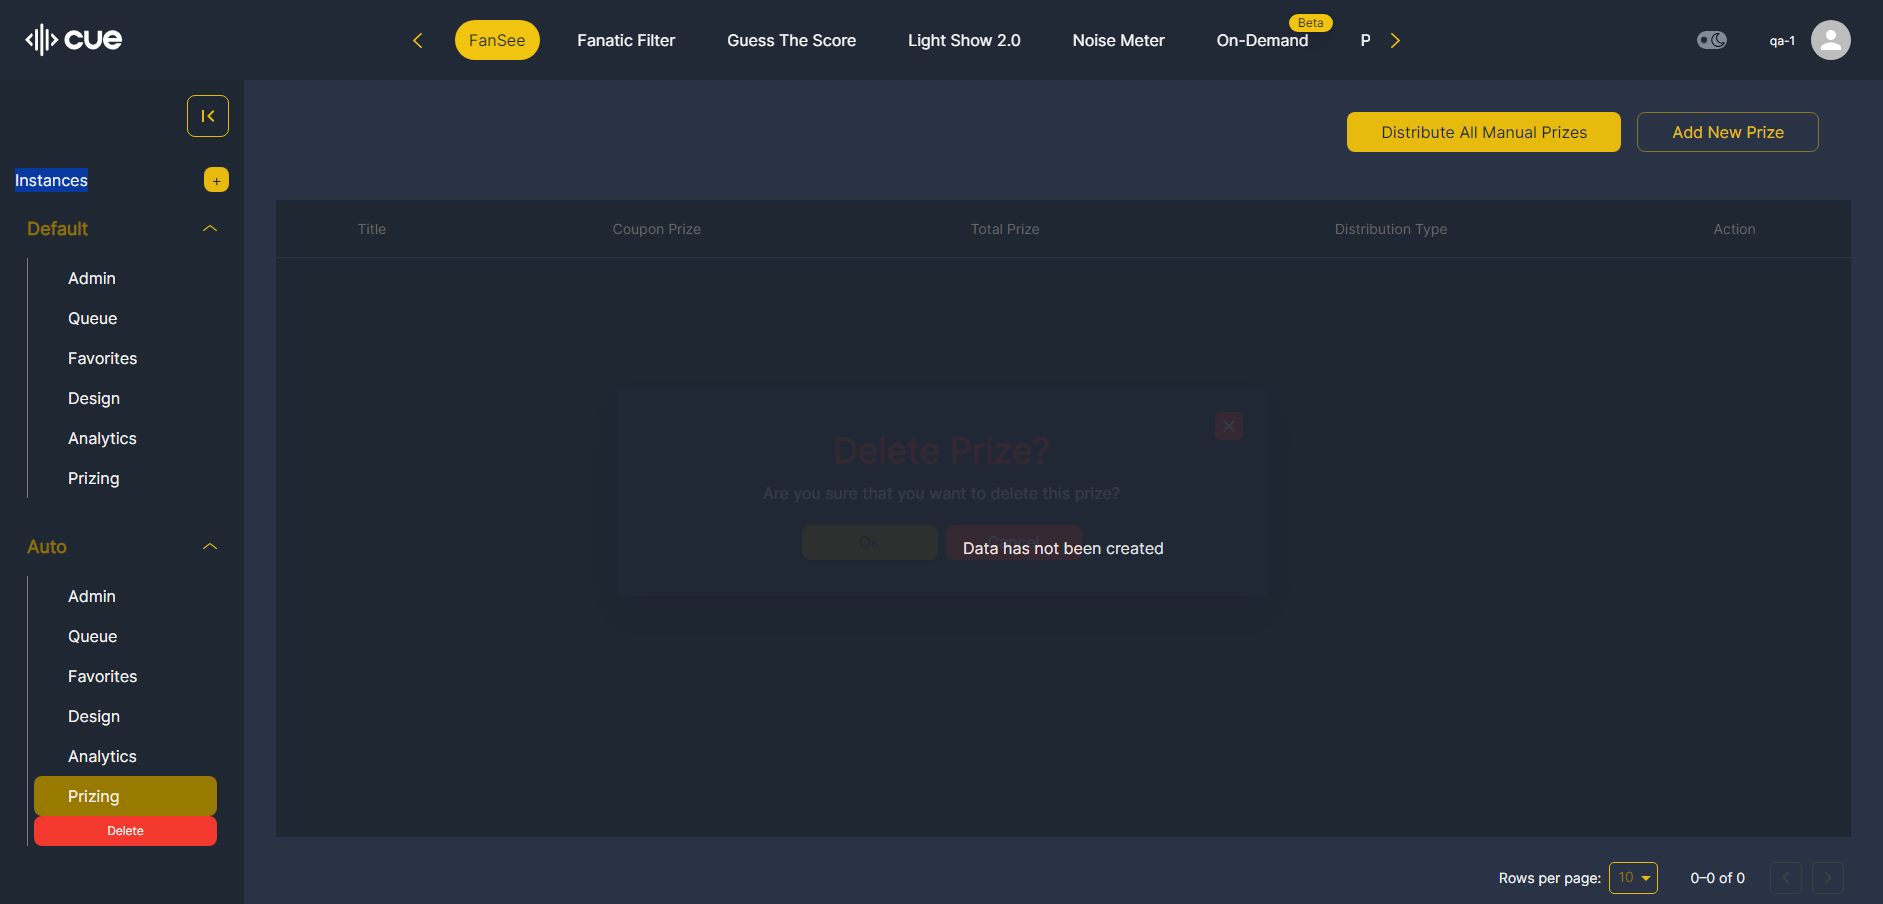 cue
FanSee
Fanatic Filter
Guess The Score
Light Show 2.0
Noise Meter
On-Demand
Beta
P
qa-1
Distribute All Manual Prizes
Add New Prize
Instances
+
Default
Admin
Queue
Favorites
Design
Analytics
Prizing
Auto
Admin
Queue
Favorites
Design
Analytics
Prizing
Delete
Title
Coupon Prize
Total Prize
Distribution Type
Action
Delete Prize?
Are you sure that you want to delete this prize?
Ok
Cancel
Data has not been created
Rows per page:
10
0–0 of 0